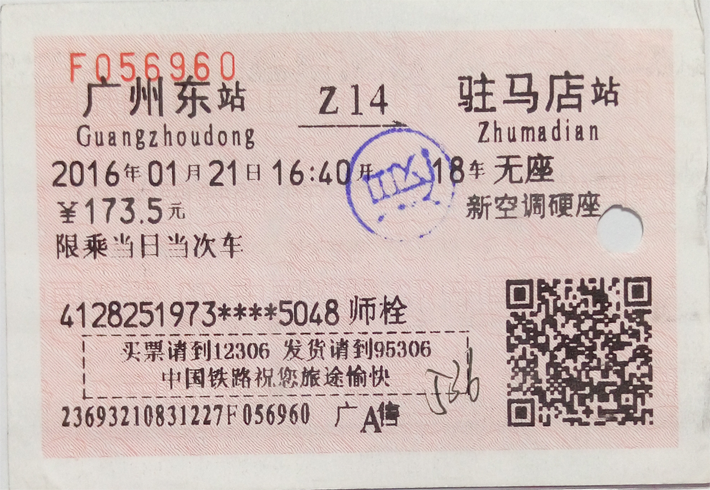 F056960
广州东站 Z14 驻马店站
Guangzhoudong Zhumadian
2016年01月21日 16:40开 18车 无座
¥173.5元 新空调硬座
限乘当日当次车
4128251973****5048 师栓
买票请到12306 发货请到95306
中国铁路祝您旅途愉快
536
23693210831227F056960 广A售